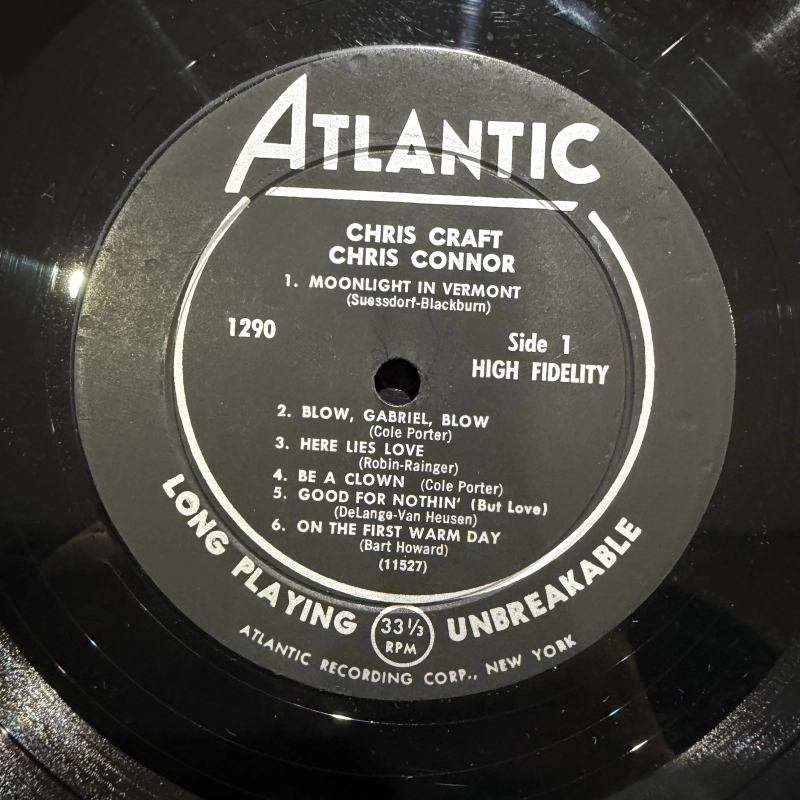 ATLANTIC
CHRIS CRAFT
CHRIS CONNOR
1. MOONLIGHT IN VERMONT
(Suessdorf-Blackburn)
1290
Side 1
HIGH FIDELITY
2. BLOW, GABRIEL, BLOW
(Cole Porter)
3. HERE LIES LOVE
(Robin-Rainger)
4. BE A CLOWN (Cole Porter)
5. GOOD FOR NOTHIN' (But Love)
(DeLange-Van Heusen)
6. ON THE FIRST WARM DAY
(Bart Howard)
(11527)
LONG PLAYING
33 1/3
RPM
UNBREAKABLE
ATLANTIC RECORDING CORP., NEW YORK